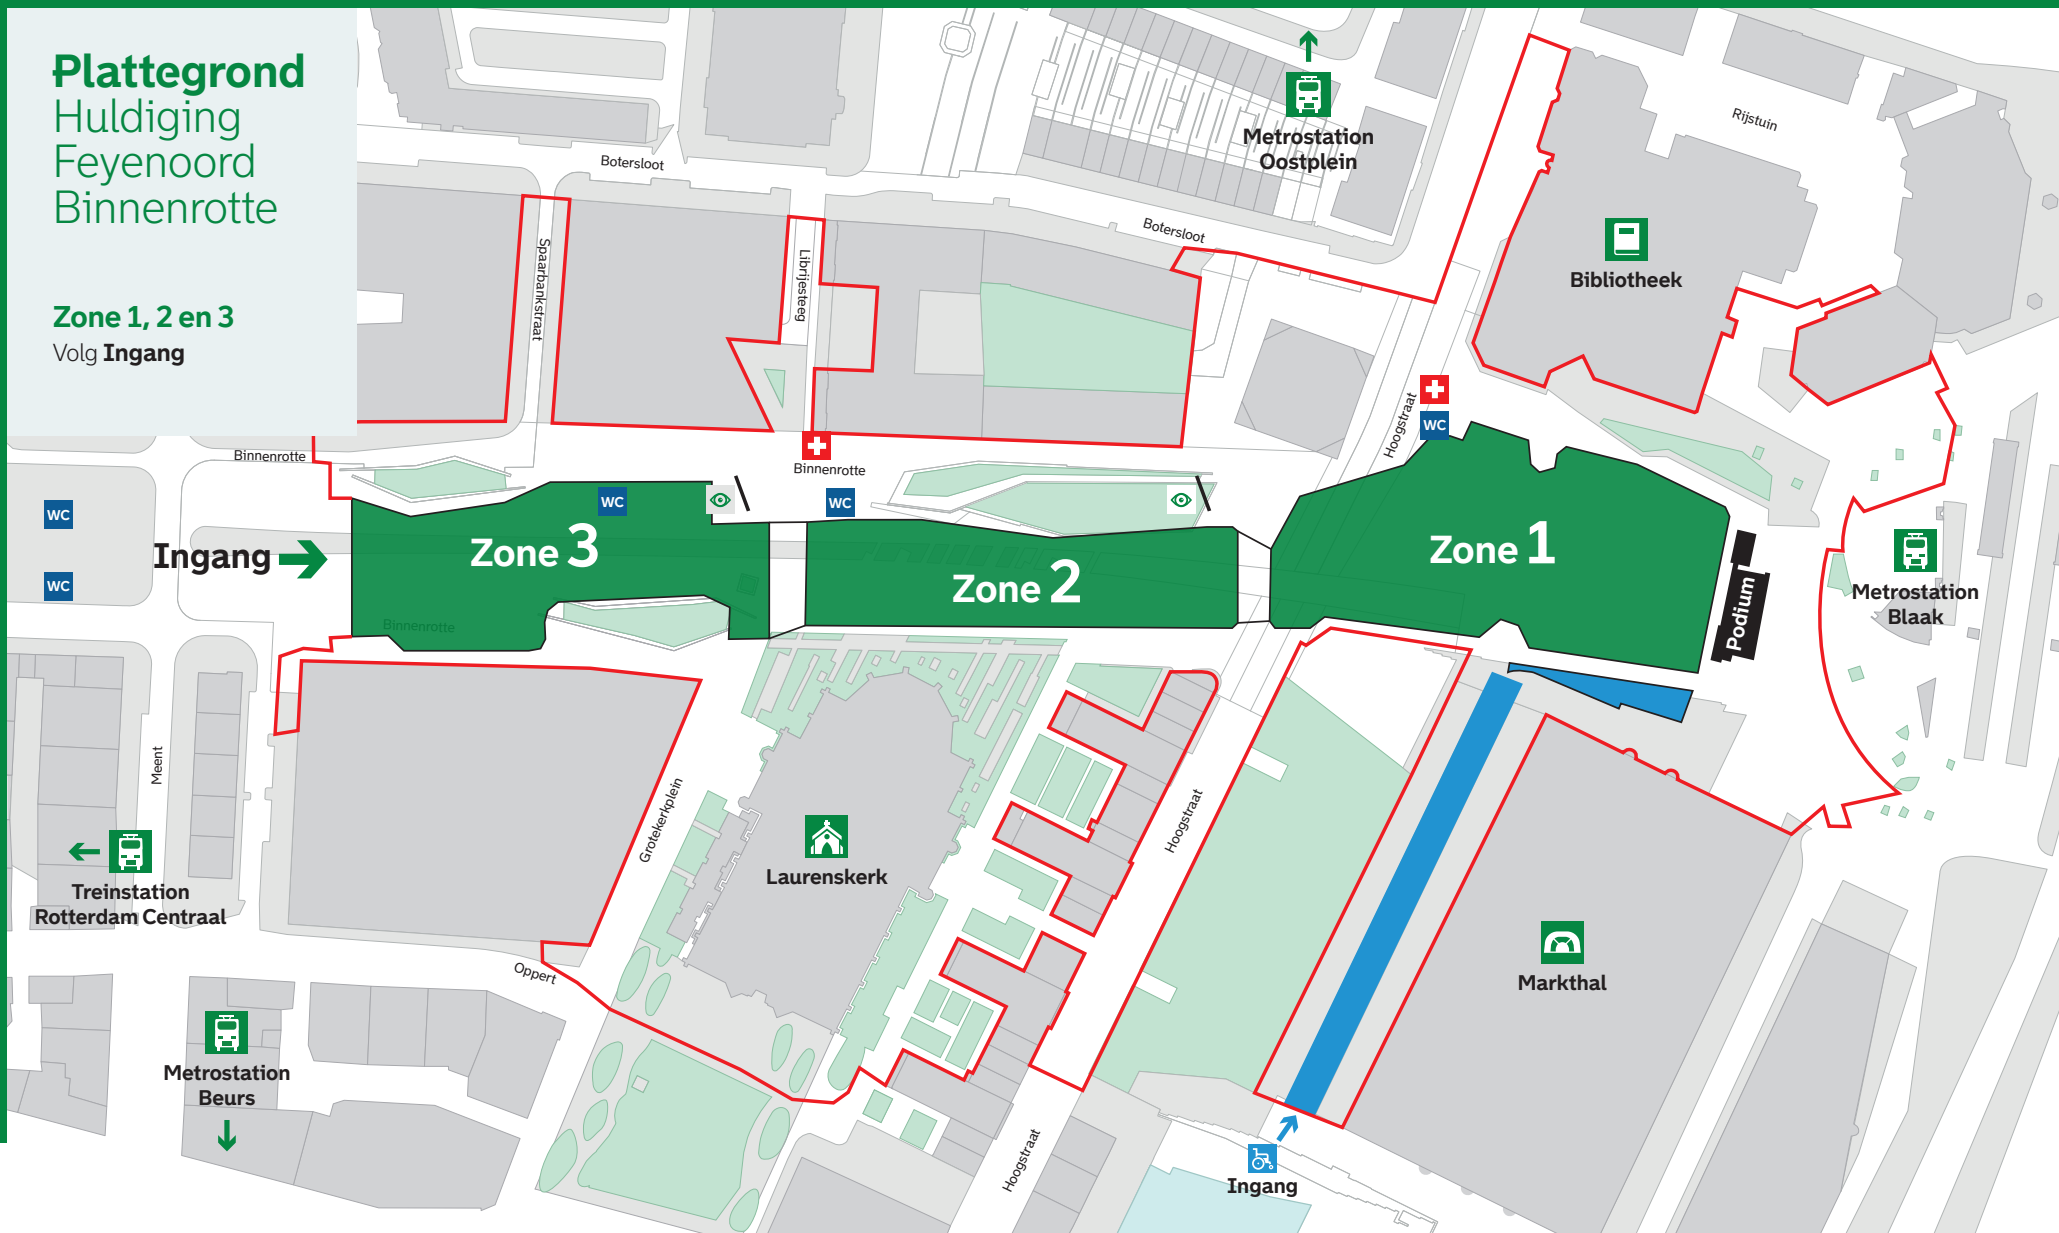 Plattegrond
Huldiging
Feyenoord
Binnenrotte
Zone 1, 2 en 3
Volg Ingang
Botersloot
Metrostation
Oostplein
Rijstuin
Botersloot
Spaarbankstraat
Librijesteeg
Bibliotheek
Hoogstraat
WC
Binnenrotte
Binnenrotte
WC
WC
WC
WC
Ingang
Zone 3
Zone 2
Zone 1
Podium
Metrostation
Blaak
Binnenrotte
Meent
Grotekerkplein
Hoogstraat
Laurenskerk
Treinstation
Rotterdam Centraal
Oppert
Markthal
Metrostation
Beurs
Hoogstraat
Ingang